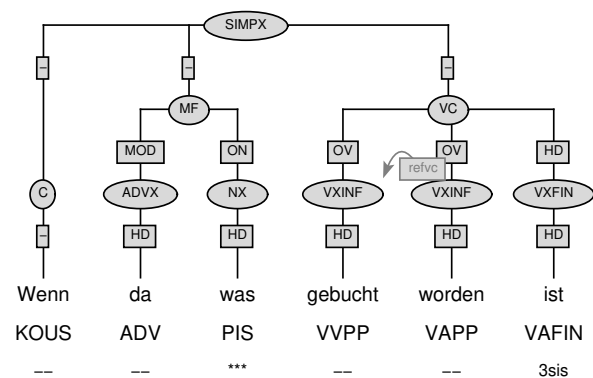 SIMPX
– – –
MF VC
MOD ON OV OV HD
refvc
C ADVX NX VXINF VXINF VXFIN
– HD HD HD HD HD
Wenn da was gebucht worden ist
KOUS ADV PIS VVPP VAPP VAFIN
–– –– *** –– –– 3sis